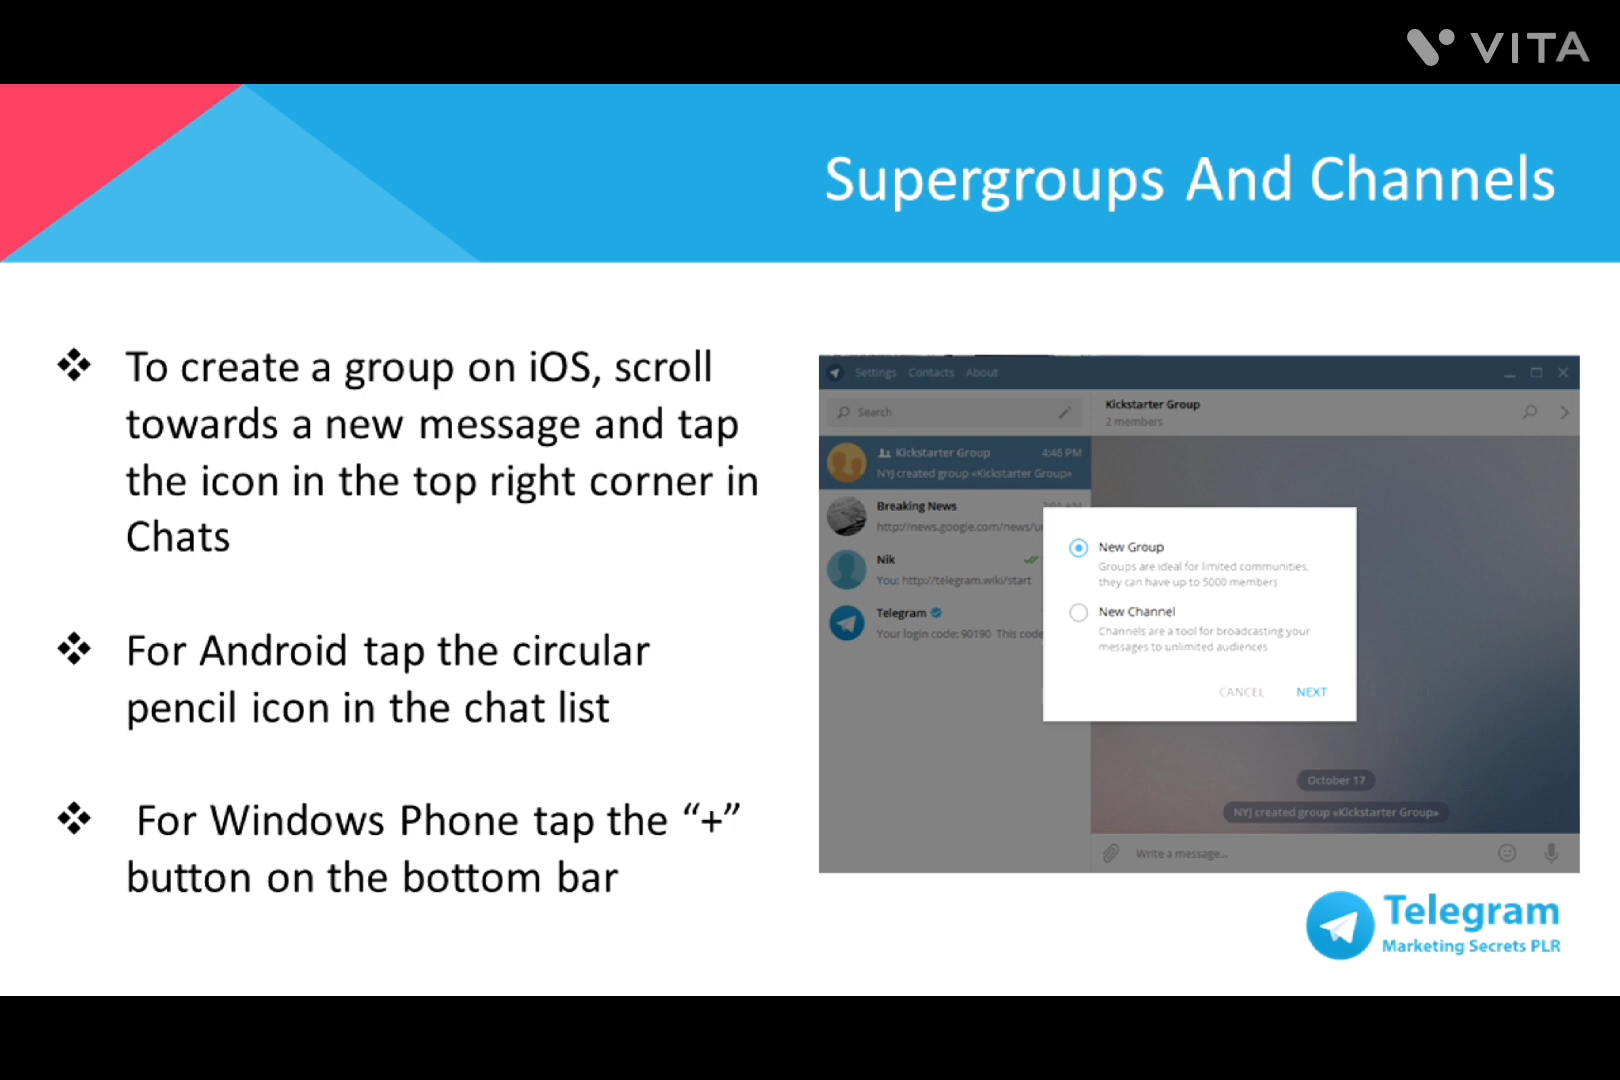 VITA
Supergroups And Channels
❖ To create a group on iOS, scroll
towards a new message and tap
the icon in the top right corner in
Chats
❖ For Android tap the circular
pencil icon in the chat list
❖ For Windows Phone tap the “+”
button on the bottom bar
Settings Contacts About
Search
Kickstarter Group
2 members
Kickstarter Group 4:46 PM
NYJ created group «Kickstarter Group»
Breaking News
http://news.google.com/news/
Nik
You: http://telegram.wiki/start
Telegram
Your login code: 90190 This code
New Group
Groups are ideal for limited communities,
they can have up to 5000 members
New Channel
Channels are a tool for broadcasting your
messages to unlimited audiences
CANCEL NEXT
October 17
NYJ created group «Kickstarter Group»
Write a message...
Telegram
Marketing Secrets PLR